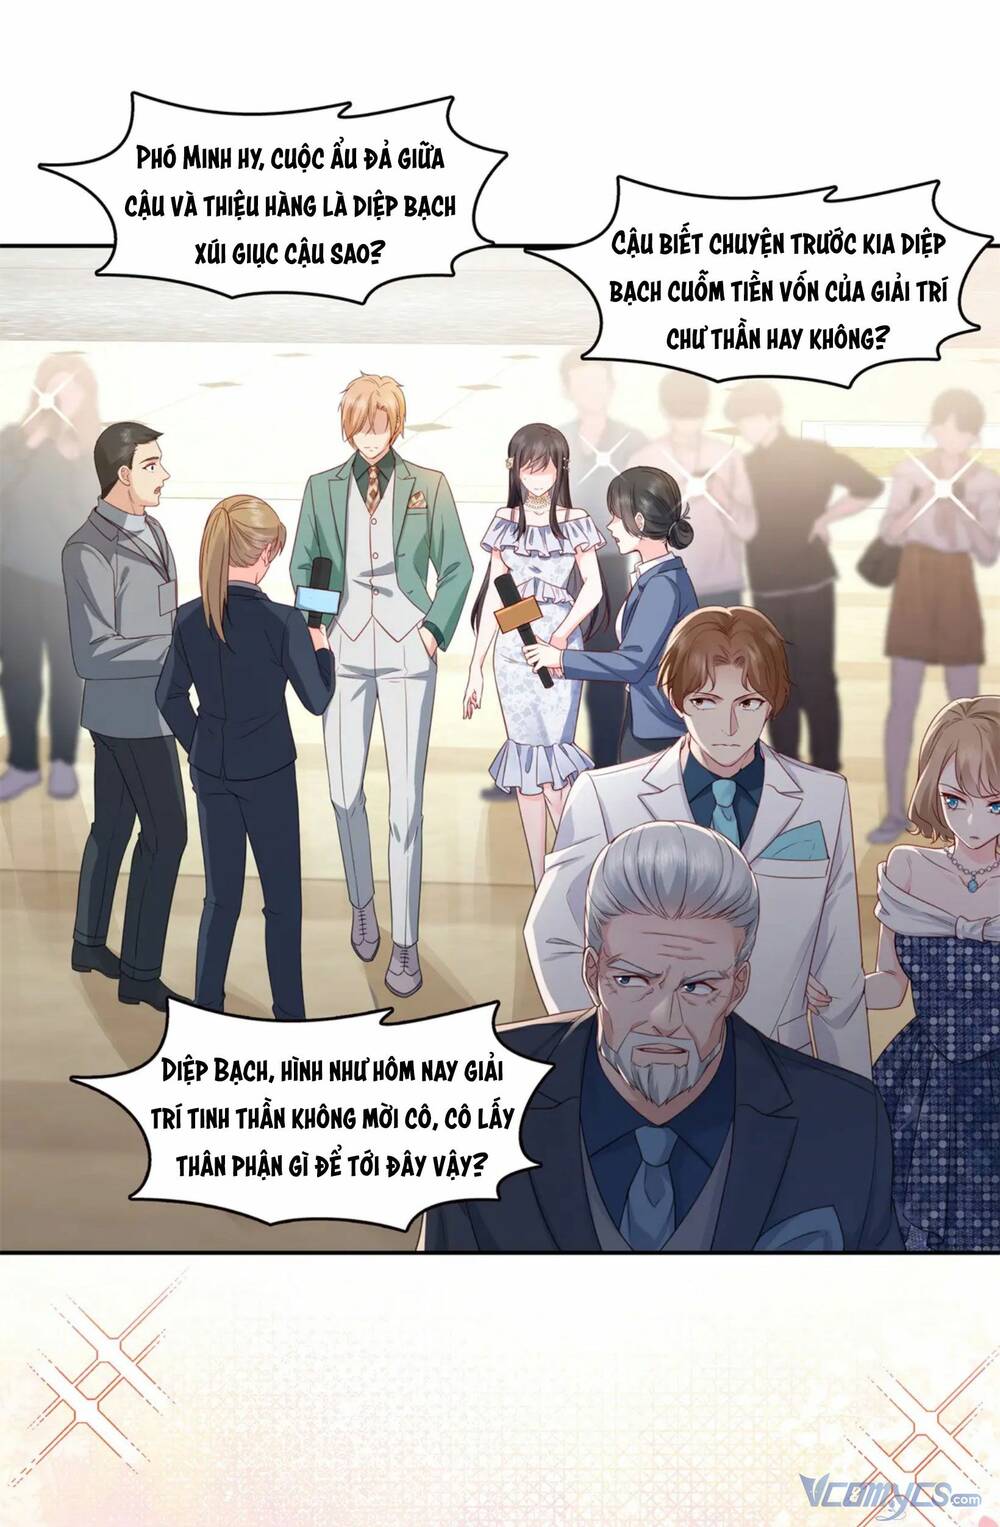 PHÓ MINH HY, CUỘC ẨU ĐẢ GIỮA
CẬU VÀ THIỆU HÀNG LÀ DIỆP BẠCH
XÚI GIỤC CẬU SAO?
CẬU BIẾT CHUYỆN TRƯỚC KIA DIỆP
BẠCH CUỖM TIỀN VỐN CỦA GIẢI TRÍ
CHƯ THẦN HAY KHÔNG?
DIỆP BẠCH, HÌNH NHƯ HÔM NAY GIẢI
TRÍ TINH THẦN KHÔNG MỜI CÔ, CÔ LẤY
THÂN PHẬN GÌ ĐỂ TỚI ĐÂY VẬY?
VCOMYCS.com